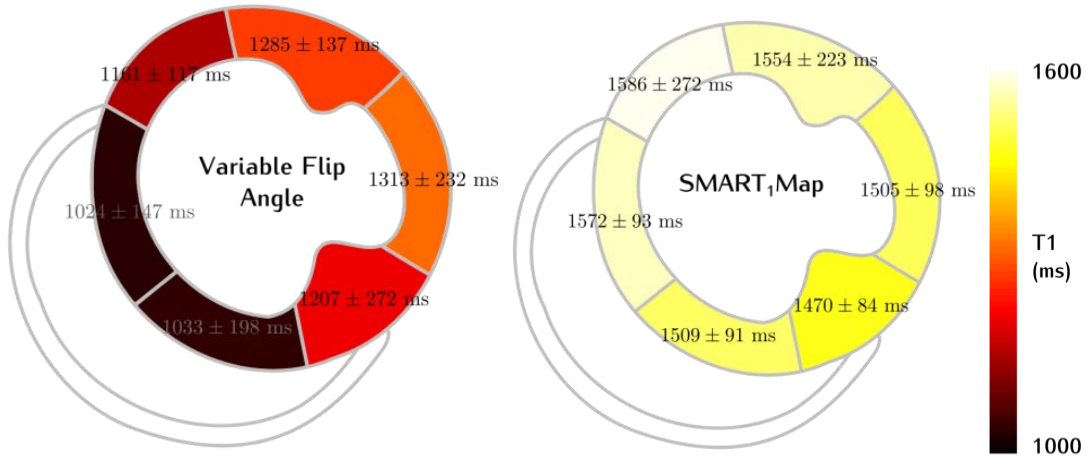 1285 ± 137 ms
1161 ± 117 ms
Variable Flip
Angle
1313 ± 232 ms
1024 ± 147 ms
1207 ± 272 ms
1033 ± 198 ms
1554 ± 223 ms
1586 ± 272 ms
SMART₁Map
1505 ± 98 ms
1572 ± 93 ms
1470 ± 84 ms
1509 ± 91 ms
1600
T1
(ms)
1000